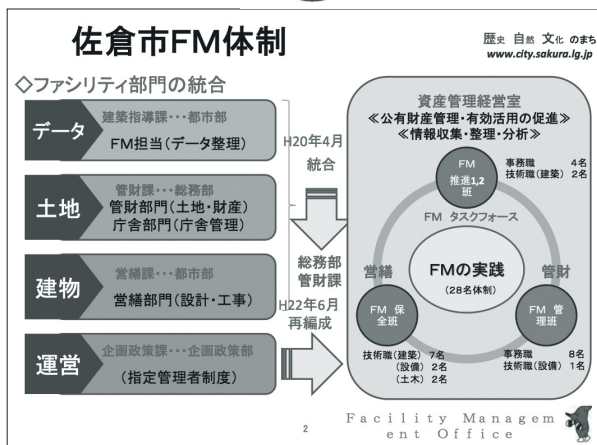 佐倉市FM体制
歴史 自然 文化 のまち
www.city.sakura.lg.jp
◇ファシリティ部門の統合
データ
建築指導課・・・都市部
FM担当(データ整理)
土地
管財課・・・総務部
管財部門(土地・財産)
庁舎部門(庁舎管理)
建物
営繕課・・・都市部
営繕部門(設計・工事)
運営
企画政策課・・・企画政策部
(指定管理者制度)
H20年4月
統合
総務部
管財課
H22年6月
再編成
資産管理経営室
≪公有財産管理・有効活用の促進≫
≪情報収集・整理・分析≫
FM
推進1,2
班
事務職 4名
技術職(建築) 2名
FM タスクフォース
営繕
FMの実践
(28名体制)
管財
FM 保
全班
FM 管
理班
技術職(建築) 7名
(設備) 2名
(土木) 2名
事務職 8名
技術職(設備) 1名
2
Facility Managem
ent Office